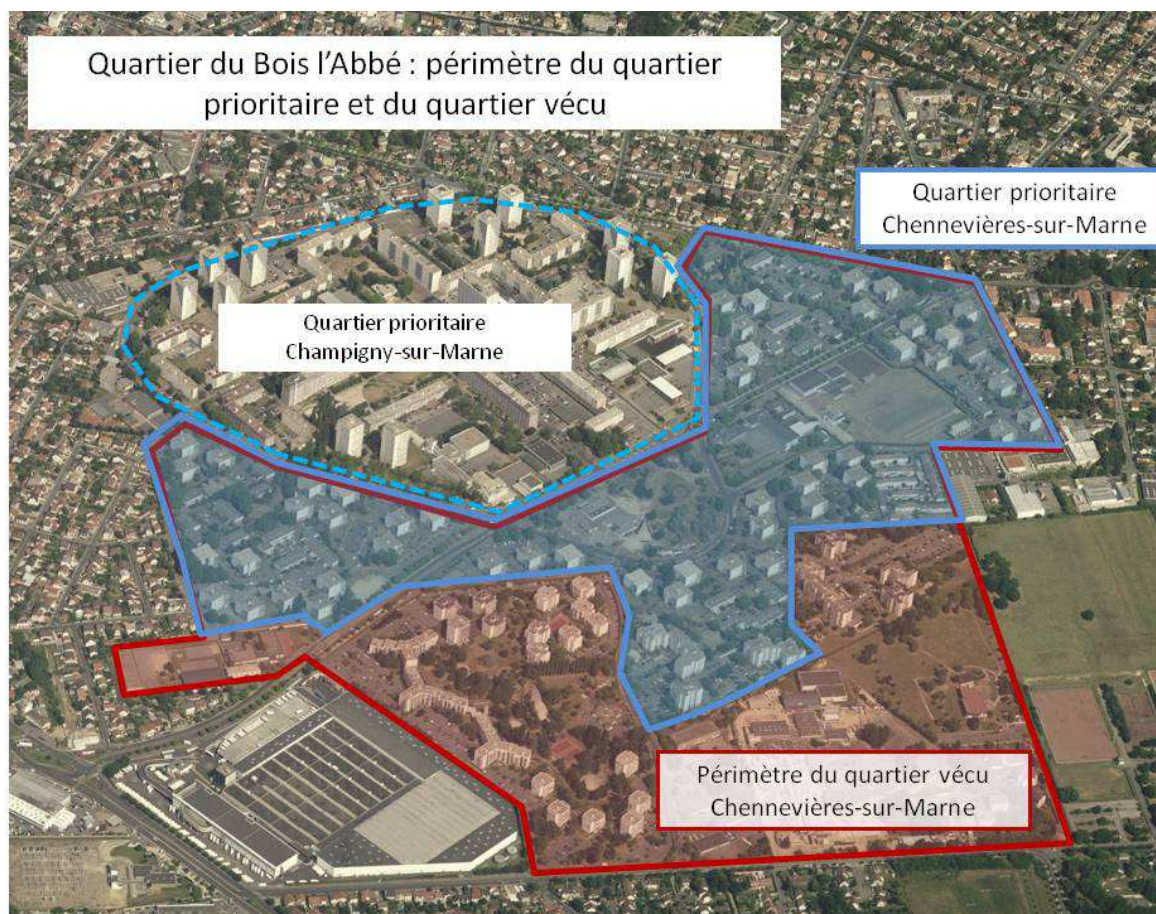 Quartier du Bois l’Abbé : périmètre du quartier
prioritaire et du quartier vécu
Quartier prioritaire
Chennevières-sur-Marne
Quartier prioritaire
Champigny-sur-Marne
Périmètre du quartier vécu
Chennevières-sur-Marne